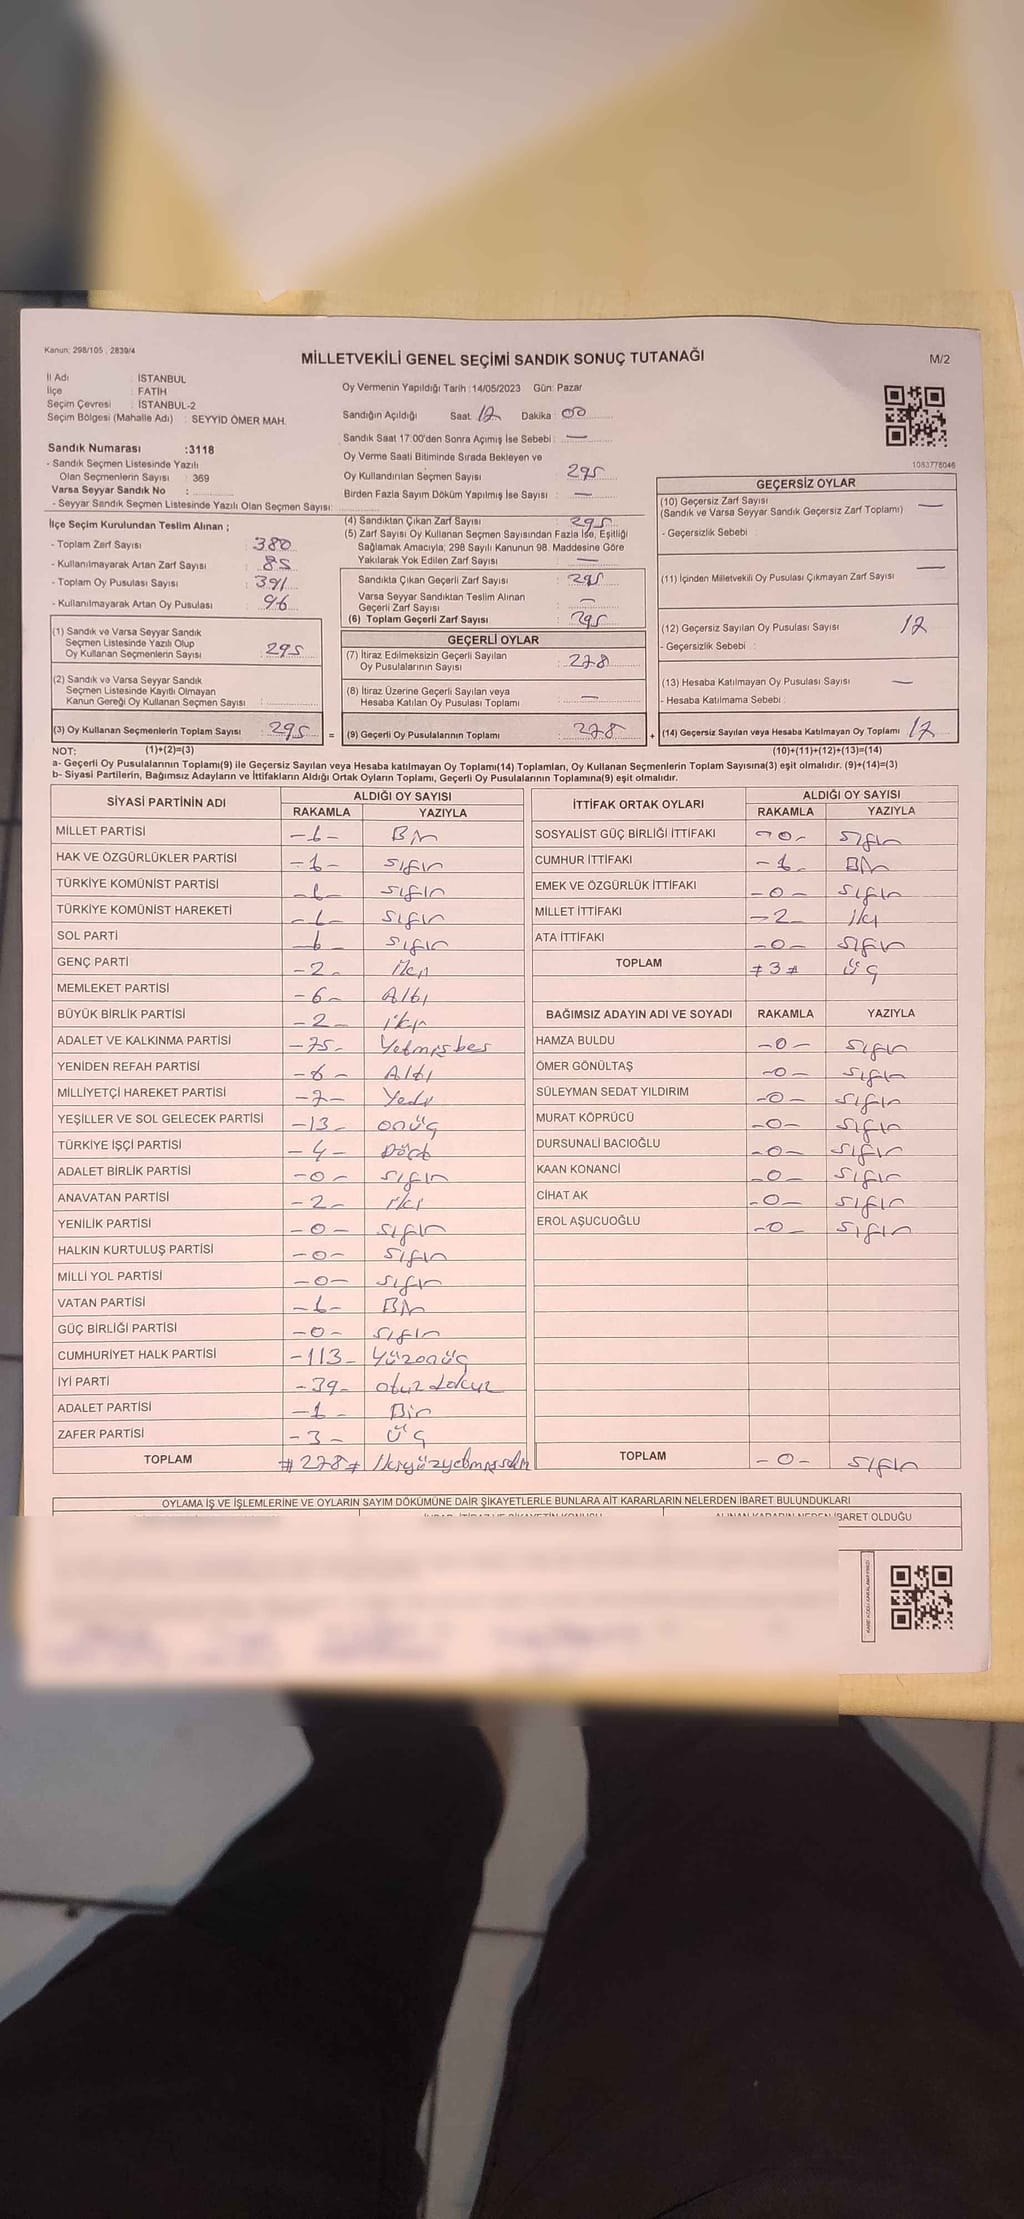 Kanun: 298/105 , 2839/4
MİLLETVEKİLİ GENEL SEÇİMİ SANDIK SONUÇ TUTANAĞI
M/2
İl Adı : İSTANBUL
İlçe : FATİH
Seçim Çevresi : İSTANBUL-2
Seçim Bölgesi (Mahalle Adı) : SEYYİD ÖMER MAH.
Sandık Numarası :3118
- Sandık Seçmen Listesinde Yazılı
Olan Seçmenlerin Sayısı : 369
Varsa Seyyar Sandık No :
- Seyyar Sandık Seçmen Listesinde Yazılı Olan Seçmen Sayısı:
Oy Vermenin Yapıldığı Tarih :14/05/2023 Gün: Pazar
Sandığın Açıldığı Saat Dakika 00
Sandık Saat 17:00'den Sonra Açımış İse Sebebi : —
Oy Verme Saati Bitiminde Sırada Bekleyen ve
Oy Kullandırılan Seçmen Sayısı : 295
Birden Fazla Sayım Döküm Yapılmış İse Sayısı : —
1083778046
İlçe Seçim Kurulundan Teslim Alınan ;
- Toplam Zarf Sayısı : 380
- Kullanılmayarak Artan Zarf Sayısı : 85
- Toplam Oy Pusulası Sayısı : 391
- Kullanılmayarak Artan Oy Pusulası : 96
(1) Sandık ve Varsa Seyyar Sandık
Seçmen Listesinde Yazılı Olup
Oy Kullanan Seçmenlerin Sayısı : 295
(2) Sandık ve Varsa Seyyar Sandık
Seçmen Listesinde Kayıtlı Olmayan
Kanun Gereği Oy Kullanan Seçmen Sayısı :
(3) Oy Kullanan Seçmenlerin Toplam Sayısı : 295 =
(4) Sandıktan Çıkan Zarf Sayısı : 295
(5) Zarf Sayısı Oy Kullanan Seçmen Sayısından Fazla İse, Eşitliği
Sağlamak Amacıyla; 298 Sayılı Kanunun 98. Maddesine Göre
Yakılarak Yok Edilen Zarf Sayısı : —
Sandıkta Çıkan Geçerli Zarf Sayısı : 295
Varsa Seyyar Sandıktan Teslim Alınan
Geçerli Zarf Sayısı : —
(6) Toplam Geçerli Zarf Sayısı : 295
GEÇERLİ OYLAR
(7) İtiraz Edilmeksizin Geçerli Sayılan
Oy Pusulalarının Sayısı : 278
(8) İtiraz Üzerine Geçerli Sayılan veya
Hesaba Katılan Oy Pusulası Toplamı : —
(9) Geçerli Oy Pusulalarının Toplamı : 278 +
GEÇERSİZ OYLAR
(10) Geçersiz Zarf Sayısı —
(Sandık ve Varsa Seyyar Sandık Geçersiz Zarf Toplamı)
- Geçersizlik Sebebi :
(11) İçinden Milletvekili Oy Pusulası Çıkmayan Zarf Sayısı —
(12) Geçersiz Sayılan Oy Pusulası Sayısı
- Geçersizlik Sebebi :
(13) Hesaba Katılmayan Oy Pusulası Sayısı —
- Hesaba Katılmama Sebebi :
(14) Geçersiz Sayılan veya Hesaba Katılmayan Oy Toplamı
NOT: (1)+(2)=(3) (10)+(11)+(12)+(13)=(14)
a- Geçerli Oy Pusulalarının Toplamı(9) ile Geçersiz Sayılan veya Hesaba katılmayan Oy Toplamı(14) Toplamları, Oy Kullanan Seçmenlerin Toplam Sayısına(3) eşit olmalıdır. (9)+(14)=(3)
b- Siyasi Partilerin, Bağımsız Adayların ve İttifakların Aldığı Ortak Oyların Toplamı, Geçerli Oy Pusulalarının Toplamına(9) eşit olmalıdır.
SİYASİ PARTİNİN ADI ALDIĞI OY SAYISI
RAKAMLA YAZIYLA
MİLLET PARTİSİ -1- Bir
HAK VE ÖZGÜRLÜKLER PARTİSİ sıfır
TÜRKİYE KOMÜNİST PARTİSİ sıfır
TÜRKİYE KOMÜNİST HAREKETİ sıfır
SOL PARTİ sıfır
GENÇ PARTİ -2- iki
MEMLEKET PARTİSİ -6- Altı
BÜYÜK BİRLİK PARTİSİ -2- iki
ADALET VE KALKINMA PARTİSİ -75- Yetmişbeş
YENİDEN REFAH PARTİSİ -6- Altı
MİLLİYETÇİ HAREKET PARTİSİ -7- Yedi
YEŞİLLER VE SOL GELECEK PARTİSİ -13- onüç
TÜRKİYE İŞÇİ PARTİSİ -4- Dört
ADALET BİRLİK PARTİSİ -0- sıfır
ANAVATAN PARTİSİ -2- iki
YENİLİK PARTİSİ -0- sıfır
HALKIN KURTULUŞ PARTİSİ -0- sıfır
MİLLİ YOL PARTİSİ -0- sıfır
VATAN PARTİSİ -1- Bir
GÜÇ BİRLİĞİ PARTİSİ -0- sıfır
CUMHURİYET HALK PARTİSİ -113- Yüzonüç
İYİ PARTİ -39- otuzdokuz
ADALET PARTİSİ -1- Bir
ZAFER PARTİSİ -3- Üç
TOPLAM #278#
İTTİFAK ORTAK OYLARI ALDIĞI OY SAYISI
RAKAMLA YAZIYLA
SOSYALİST GÜÇ BİRLİĞİ İTTİFAKI -0- sıfır
CUMHUR İTTİFAKI -1- Bir
EMEK VE ÖZGÜRLÜK İTTİFAKI -0- sıfır
MİLLET İTTİFAKI -2- iki
ATA İTTİFAKI -0- sıfır
TOPLAM #3# üç
BAĞIMSIZ ADAYIN ADI VE SOYADI RAKAMLA YAZIYLA
HAMZA BULDU -0- sıfır
ÖMER GÖNÜLTAŞ -0- sıfır
SÜLEYMAN SEDAT YILDIRIM -0- sıfır
MURAT KÖPRÜCÜ -0- sıfır
DURSUNALİ BACIOĞLU -0- sıfır
KAAN KONANCİ -0- sıfır
CİHAT AK -0- sıfır
EROL AŞUCUOĞLU -0- sıfır
TOPLAM -0- sıfır
OYLAMA İŞ VE İŞLEMLERİNE VE OYLARIN SAYIM DÖKÜMÜNE DAİR ŞİKAYETLERLE BUNLARA AİT KARARLARIN NELERDEN İBARET BULUNDUKLARI
ALINAN KARARIN NEDEN İBARET OLDUĞU